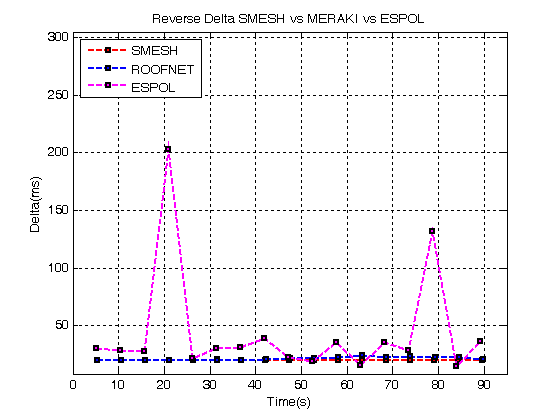 Reverse Delta SMESH vs MERAKI vs ESPOL
300
SMESH
ROOFNET
ESPOL
250
200
150
100
50
Delta(ms)
0 10 20 30 40 50 60 70 80 90
Time(s)